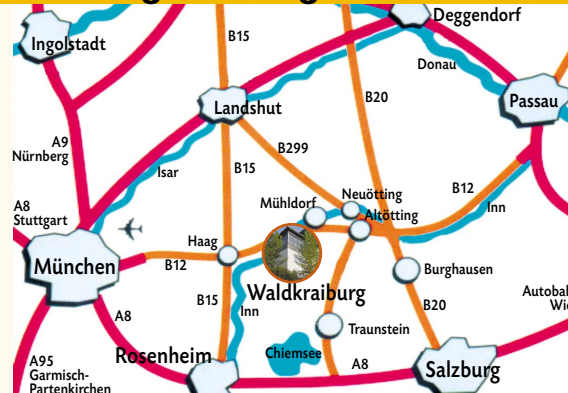 Deggendorf
Ingolstadt
B15
Donau
B20
Passau
Landshut
A9
Nürnberg
B15
B299
Isar
A8
Stuttgart
Mühldorf
Neuötting
Altötting
B12
Inn
Haag
München
B12
Burghausen
Waldkraiburg
B15
Inn
B20
A8
Traunstein
Rosenheim
Chiemsee
A8
Salzburg
A95
Garmisch-
Partenkirchen